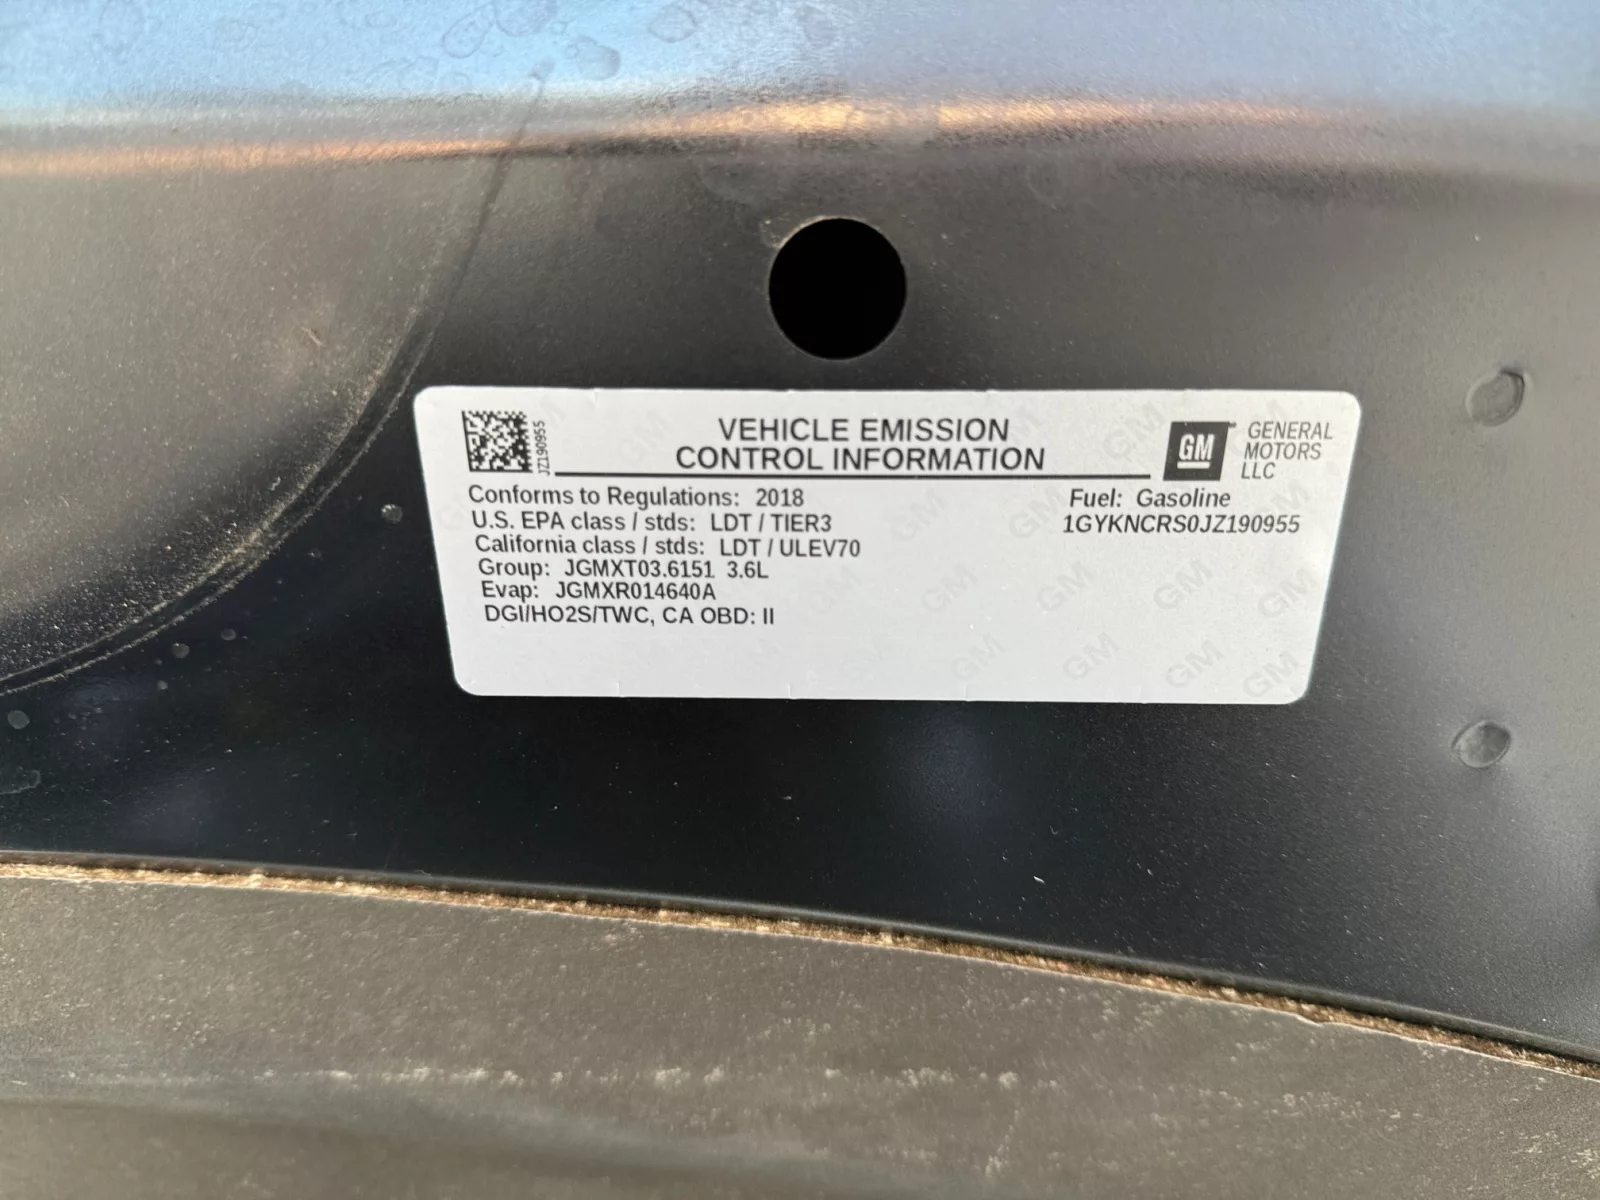 JZ190955
VEHICLE EMISSION
CONTROL INFORMATION
GM
GENERAL
MOTORS
LLC
Conforms to Regulations: 2018
U.S. EPA class / stds: LDT / TIER3
California class / stds: LDT / ULEV70
Group: JGMXT03.6151 3.6L
Evap: JGMXR014640A
DGI/HO2S/TWC, CA OBD: II
Fuel: Gasoline
1GYKNCRS0JZ190955